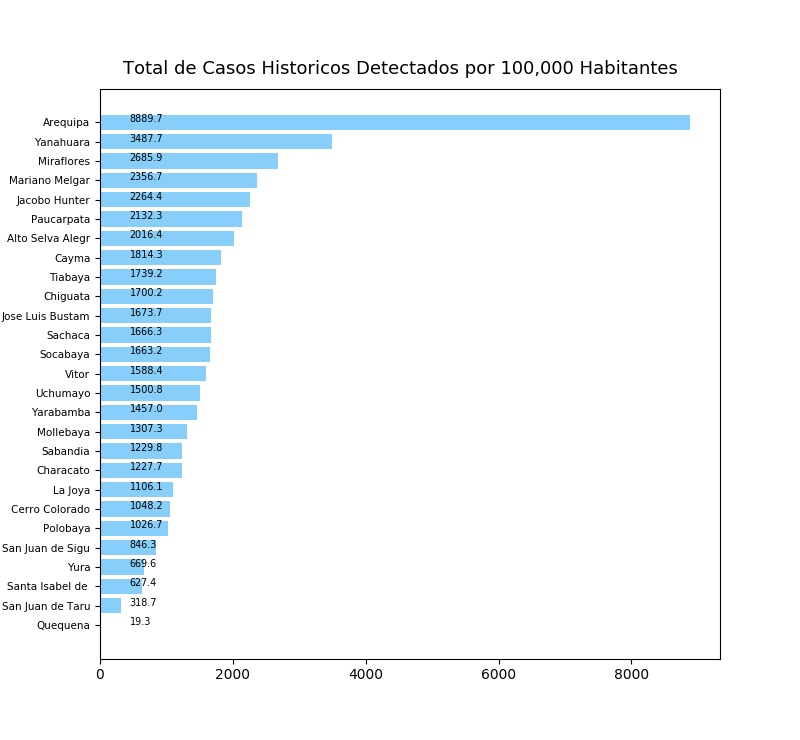 Total de Casos Historicos Detectados por 100,000 Habitantes
Arequipa 8889.7
Yanahuara 3487.7
Miraflores 2685.9
Mariano Melgar 2356.7
Jacobo Hunter 2264.4
Paucarpata 2132.3
Alto Selva Alegr 2016.4
Cayma 1814.3
Tiabaya 1739.2
Chiguata 1700.2
Jose Luis Bustam 1673.7
Sachaca 1666.3
Socabaya 1663.2
Vitor 1588.4
Uchumayo 1500.8
Yarabamba 1457.0
Mollebaya 1307.3
Sabandia 1229.8
Characato 1227.7
La Joya 1106.1
Cerro Colorado 1048.2
Polobaya 1026.7
San Juan de Sigu 846.3
Yura 669.6
Santa Isabel de 627.4
San Juan de Taru 318.7
Quequena 19.3
0 2000 4000 6000 8000